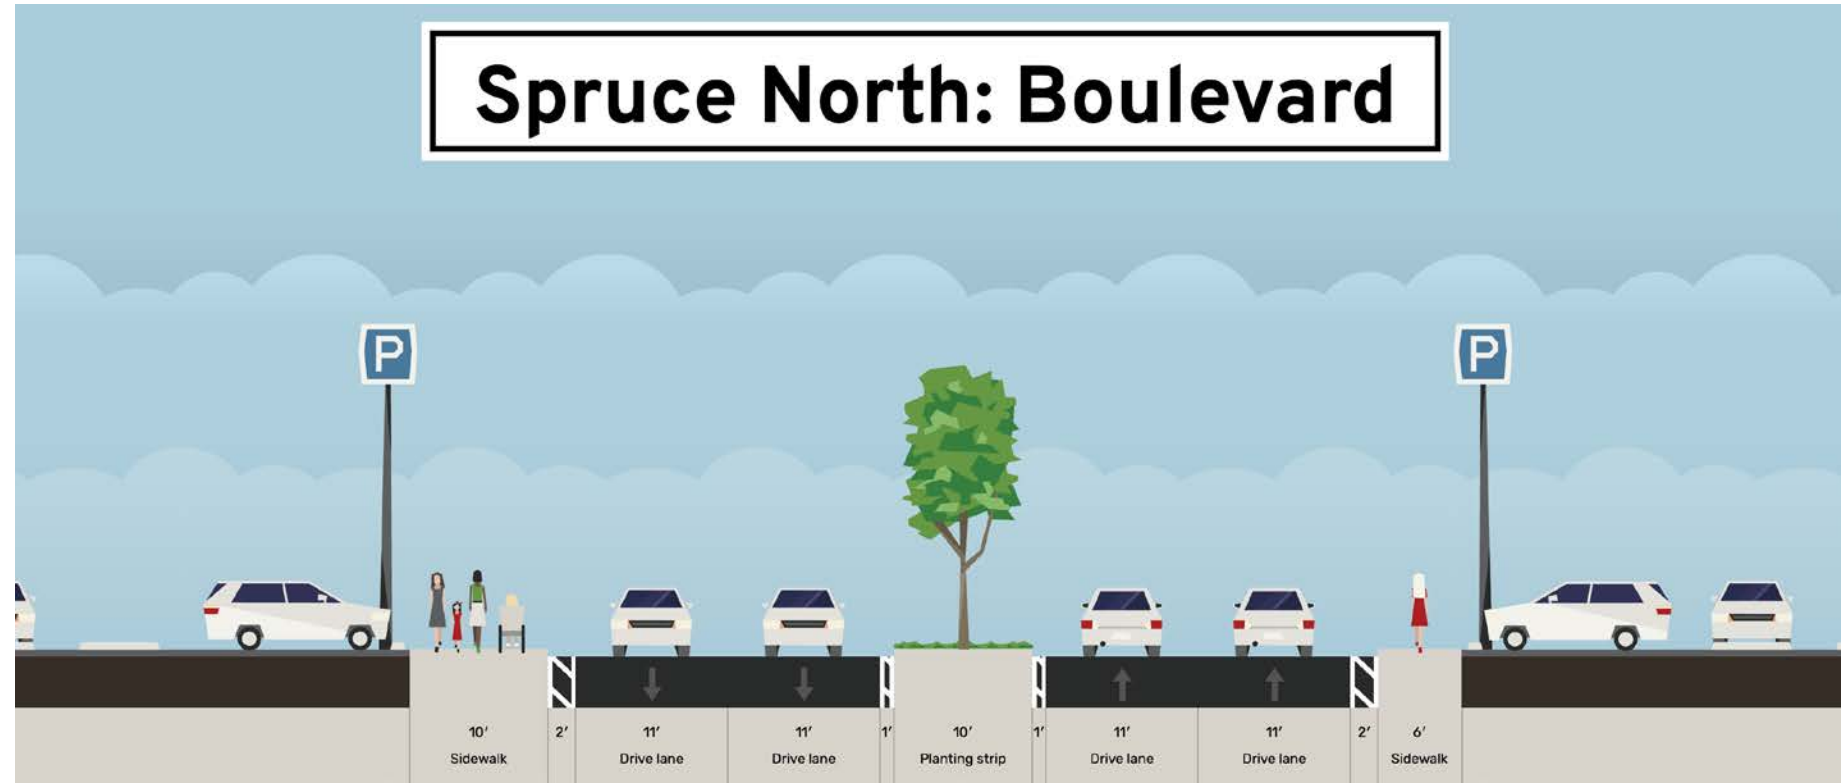 Spruce North: Boulevard
P
P
10′
2′
11′
11′
1′
10′
1′
11′
11′
2′
6′
Sidewalk
Drive lane
Drive lane
Planting strip
Drive lane
Drive lane
Sidewalk